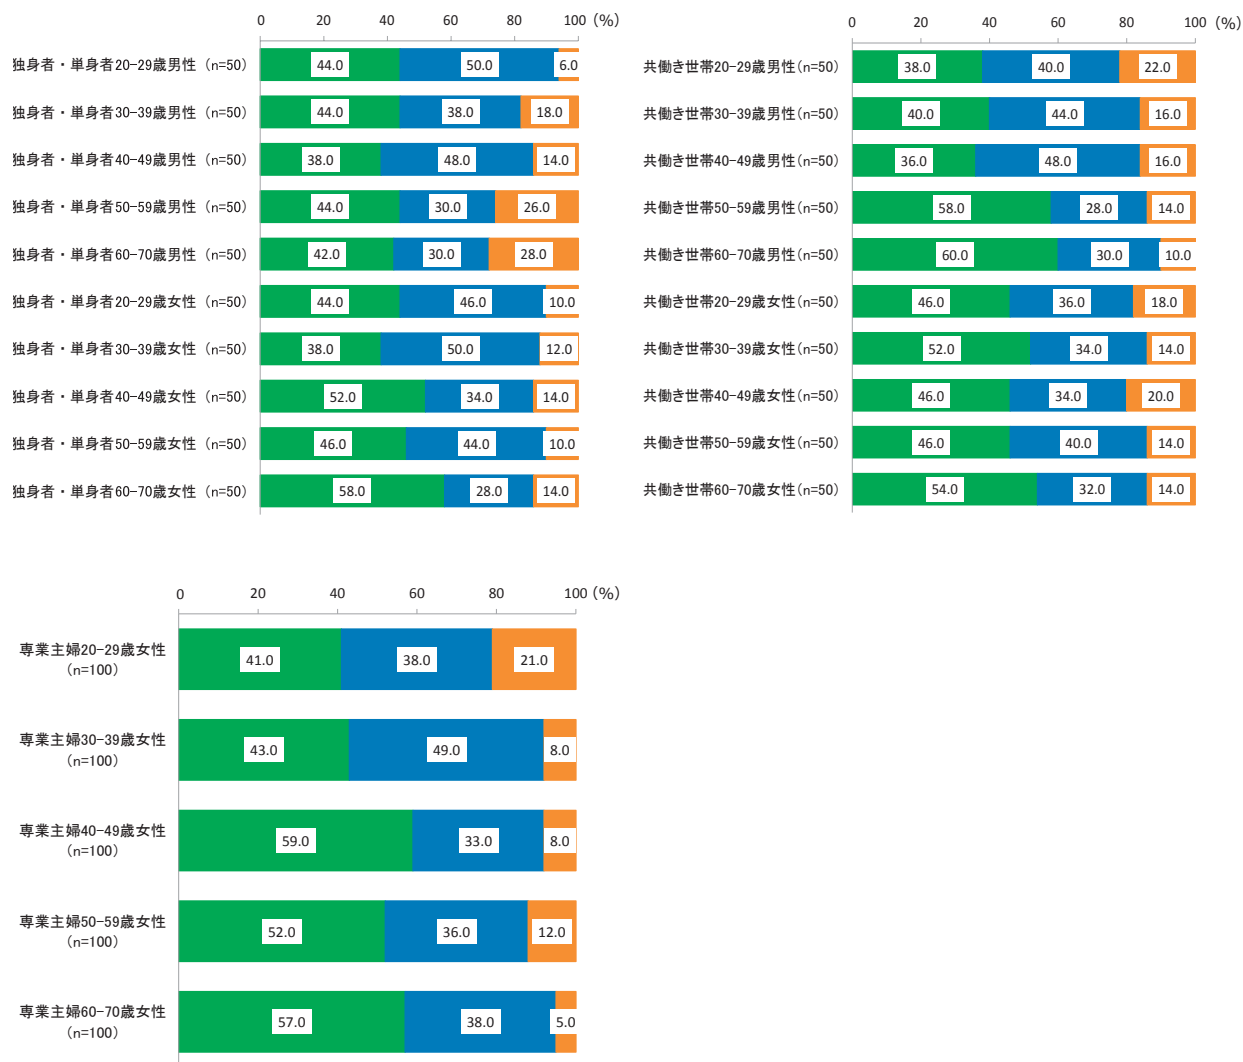 0 20 40 60 80 100 (%)
独身者・単身者20-29歳男性 (n=50) 44.0 50.0 6.0
独身者・単身者30-39歳男性 (n=50) 44.0 38.0 18.0
独身者・単身者40-49歳男性 (n=50) 38.0 48.0 14.0
独身者・単身者50-59歳男性 (n=50) 44.0 30.0 26.0
独身者・単身者60-70歳男性 (n=50) 42.0 30.0 28.0
独身者・単身者20-29歳女性 (n=50) 44.0 46.0 10.0
独身者・単身者30-39歳女性 (n=50) 38.0 50.0 12.0
独身者・単身者40-49歳女性 (n=50) 52.0 34.0 14.0
独身者・単身者50-59歳女性 (n=50) 46.0 44.0 10.0
独身者・単身者60-70歳女性 (n=50) 58.0 28.0 14.0
0 20 40 60 80 100 (%)
共働き世帯20-29歳男性(n=50) 38.0 40.0 22.0
共働き世帯30-39歳男性(n=50) 40.0 44.0 16.0
共働き世帯40-49歳男性(n=50) 36.0 48.0 16.0
共働き世帯50-59歳男性(n=50) 58.0 28.0 14.0
共働き世帯60-70歳男性(n=50) 60.0 30.0 10.0
共働き世帯20-29歳女性(n=50) 46.0 36.0 18.0
共働き世帯30-39歳女性(n=50) 52.0 34.0 14.0
共働き世帯40-49歳女性(n=50) 46.0 34.0 20.0
共働き世帯50-59歳女性(n=50) 46.0 40.0 14.0
共働き世帯60-70歳女性(n=50) 54.0 32.0 14.0
0 20 40 60 80 100 (%)
専業主婦20-29歳女性
(n=100) 41.0 38.0 21.0
専業主婦30-39歳女性
(n=100) 43.0 49.0 8.0
専業主婦40-49歳女性
(n=100) 59.0 33.0 8.0
専業主婦50-59歳女性
(n=100) 52.0 36.0 12.0
専業主婦60-70歳女性
(n=100) 57.0 38.0 5.0